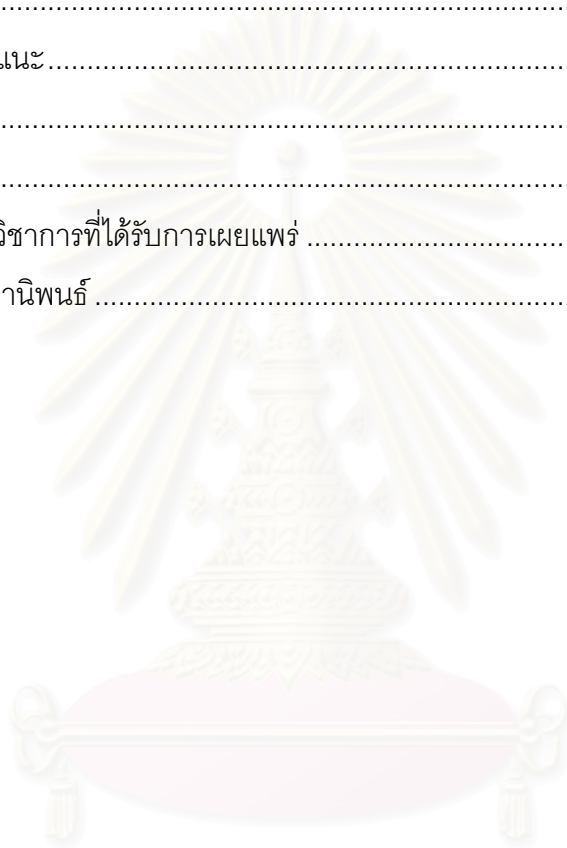 ....................................................................
แนะ....................................................................
....................................................................
....................................................................
วิชาการที่ได้รับการเผยแพร่ ....................................
านิพนธ์ ....................................................................